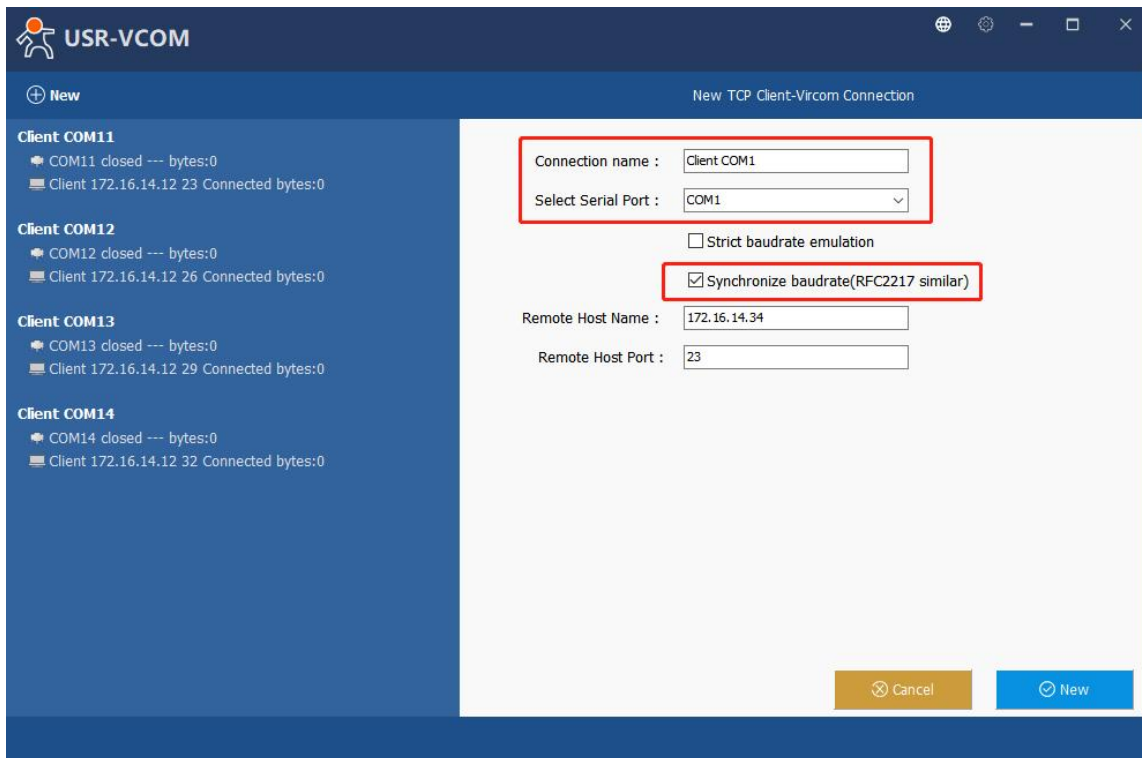 USR-VCOM
New
New TCP Client-Vircom Connection
Client COM11
COM11 closed --- bytes:0
Client 172.16.14.12 23 Connected bytes:0
Client COM12
COM12 closed --- bytes:0
Client 172.16.14.12 26 Connected bytes:0
Client COM13
COM13 closed --- bytes:0
Client 172.16.14.12 29 Connected bytes:0
Client COM14
COM14 closed --- bytes:0
Client 172.16.14.12 32 Connected bytes:0
Connection name : Client COM1
Select Serial Port : COM1
Strict baudrate emulation
Synchronize baudrate(RFC2217 similar)
Remote Host Name : 172.16.14.34
Remote Host Port : 23
Cancel
New